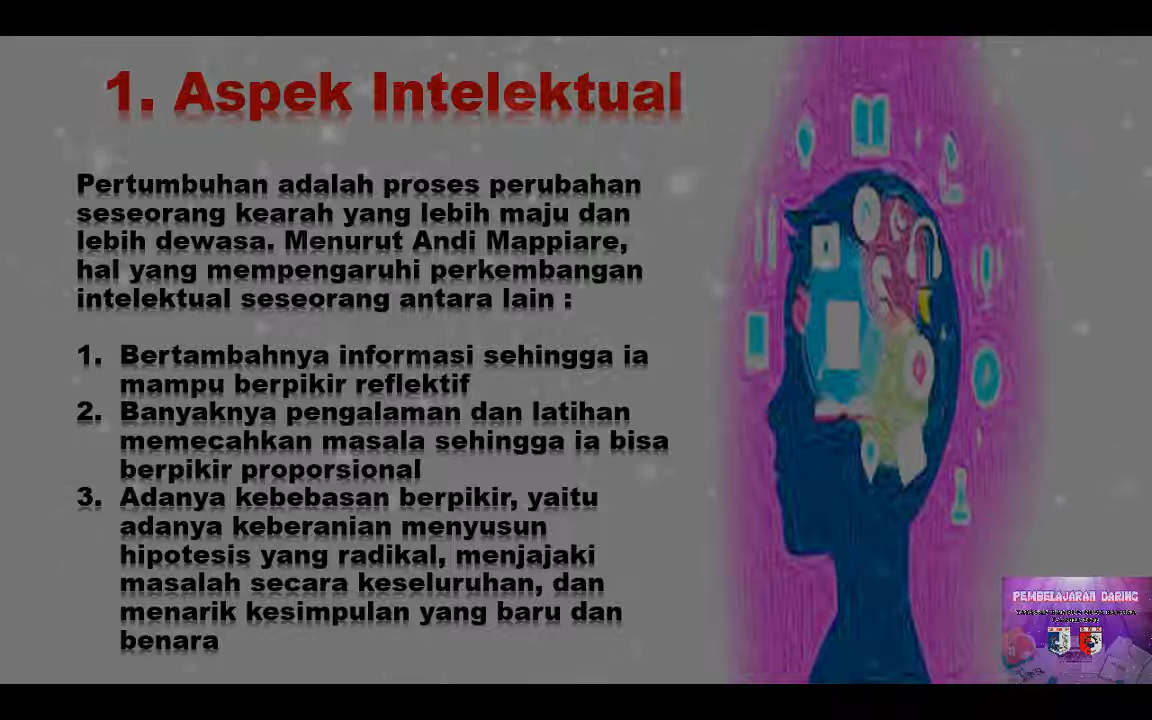 1. Aspek Intelektual
Pertumbuhan adalah proses perubahan
seseorang kearah yang lebih maju dan
lebih dewasa. Menurut Andi Mappiare,
hal yang mempengaruhi perkembangan
intelektual seseorang antara lain :
1. Bertambahnya informasi sehingga ia
mampu berpikir reflektif
2. Banyaknya pengalaman dan latihan
memecahkan masala sehingga ia bisa
berpikir proporsional
3. Adanya kebebasan berpikir, yaitu
adanya keberanian menyusun
hipotesis yang radikal, menjajaki
masalah secara keseluruhan, dan
menarik kesimpulan yang baru dan
benara
PEMBELAJARAN DARING